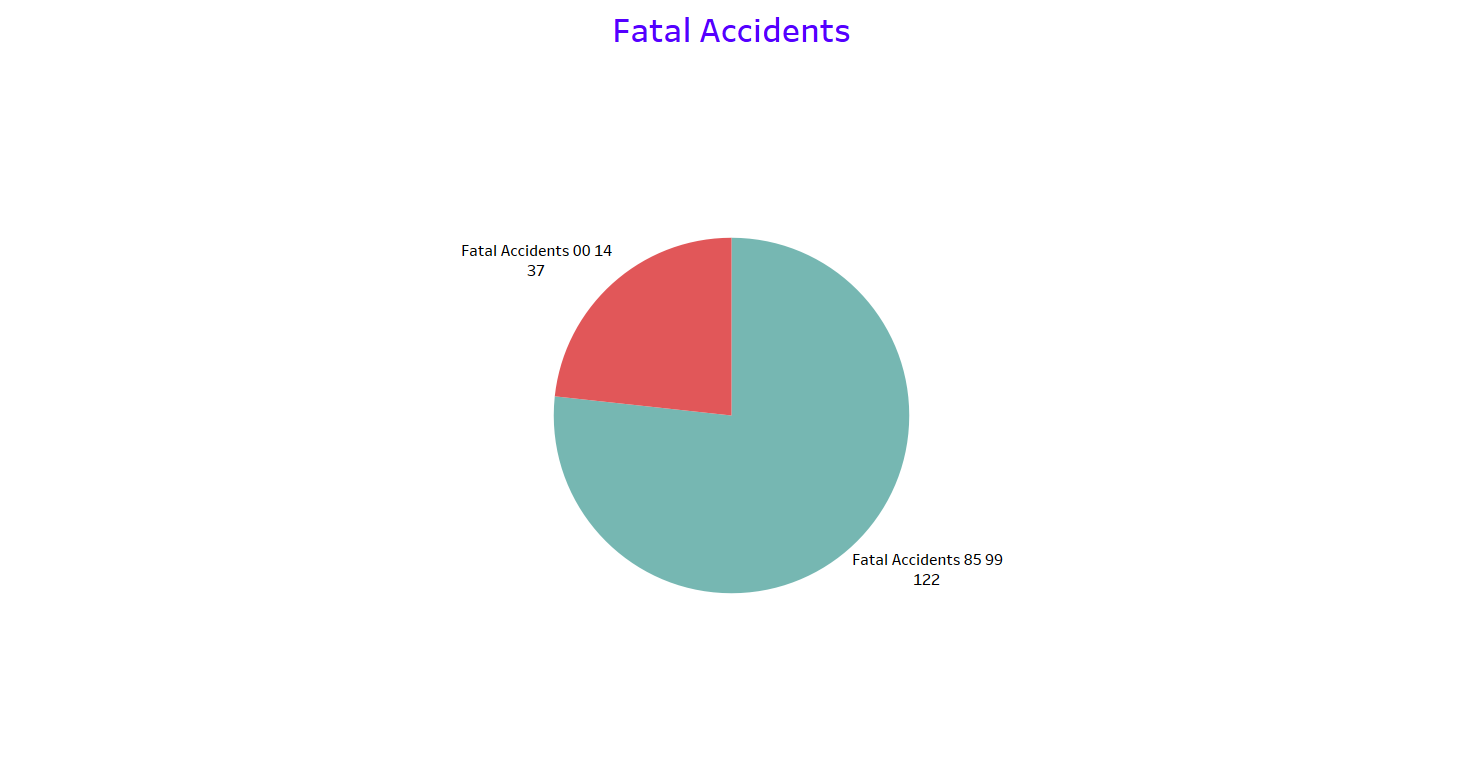 Fatal Accidents
Fatal Accidents 00 14
37
Fatal Accidents 85 99
122